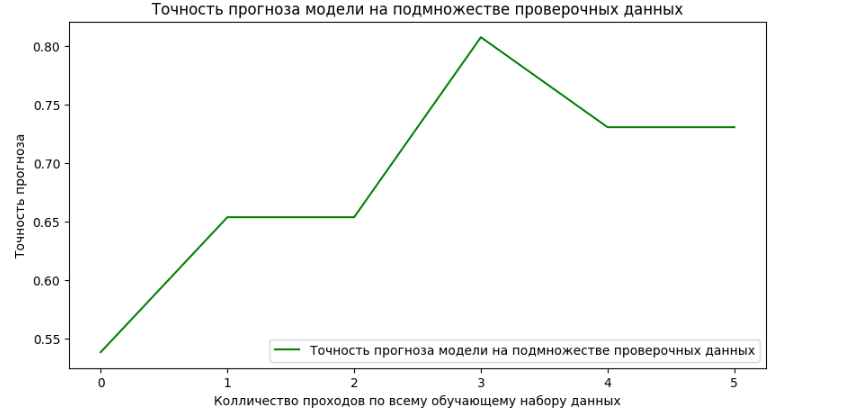 Точность прогноза модели на подмножестве проверочных данных
Точность прогноза
0.80
0.75
0.70
0.65
0.60
0.55
Точность прогноза модели на подмножестве проверочных данных
0 1 2 3 4 5
Колличество проходов по всему обучающему набору данных